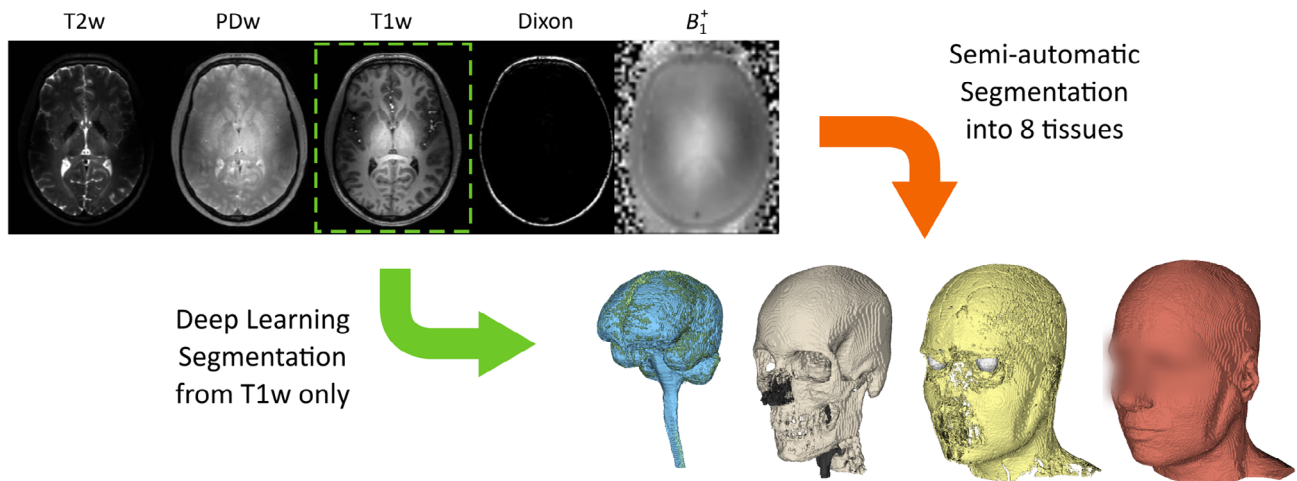 T2w
PDw
T1w
Dixon
B₁⁺
Semi-automatic
Segmentation
into 8 tissues
Deep Learning
Segmentation
from T1w only